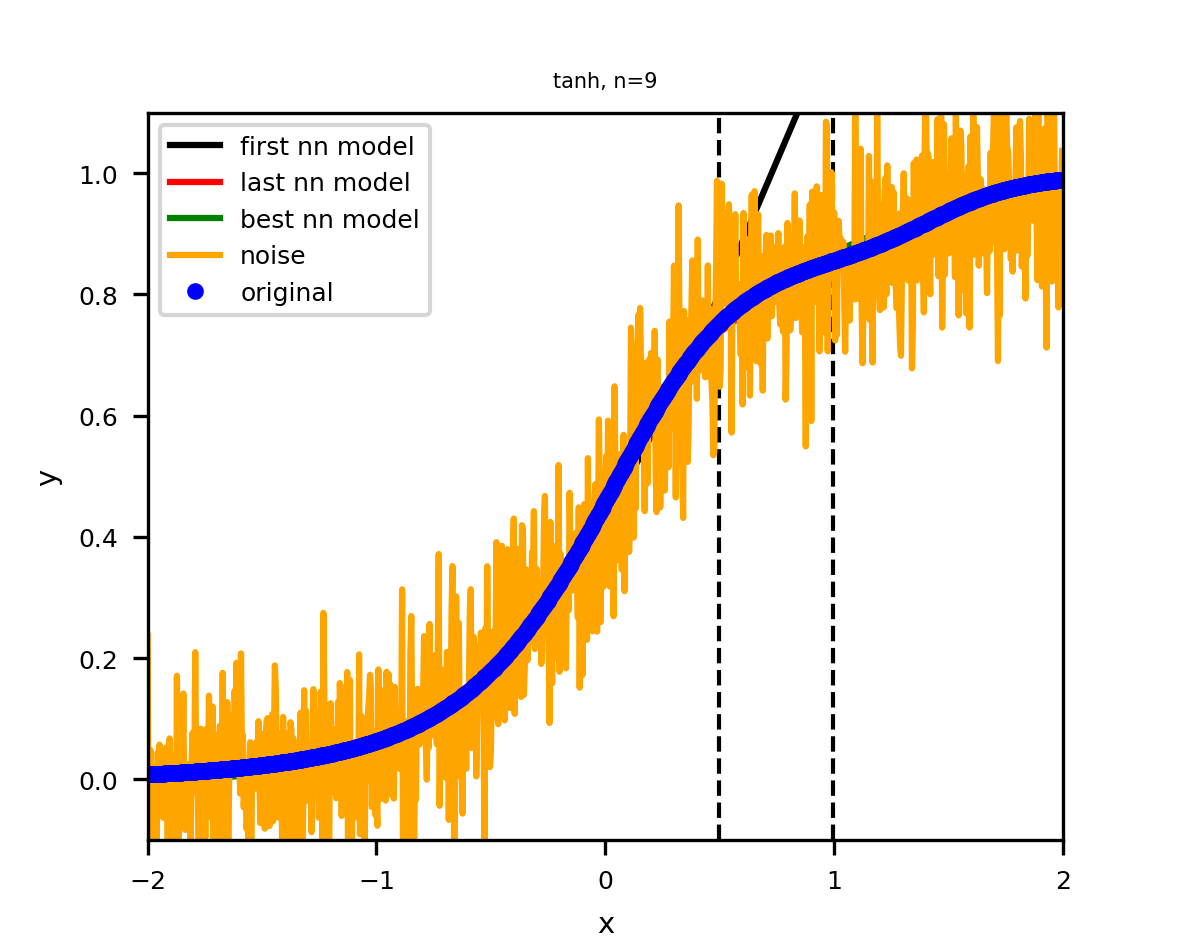 tanh, n=9
first nn model
last nn model
best nn model
noise
original
1.0
0.8
0.6
0.4
0.2
0.0
y
−2
−1
0
1
2
x